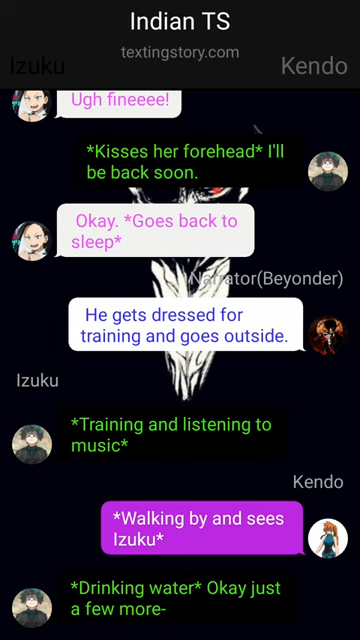 Indian TS
textingstory.com
Izuku
Kendo
Ugh fineeee!
*Kisses her forehead* I'll
be back soon.
Okay. *Goes back to
sleep*
Narrator(Beyonder)
He gets dressed for
training and goes outside.
Izuku
*Training and listening to
music*
Kendo
*Walking by and sees
Izuku*
*Drinking water* Okay just
a few more-